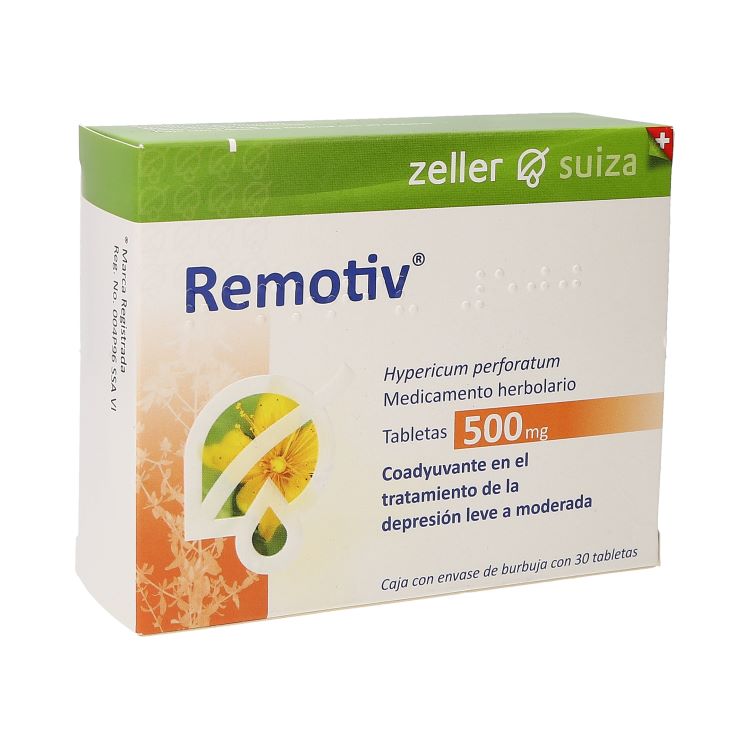 zeller suiza
Remotiv®
Hypericum perforatum
Medicamento herbolario
Tabletas 500 mg
Coadyuvante en el
tratamiento de la
depresión leve a moderada
Caja con envase de burbuja con 30 tabletas
® Marca Registrada
Reg. No. 004P96 SSA VI